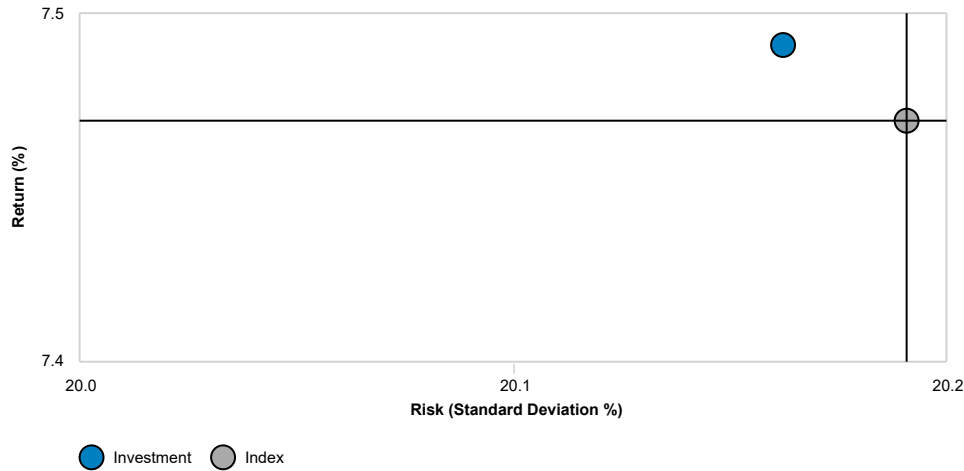 7.5
Return (%)
7.4
20.0
20.1
20.2
Risk (Standard Deviation %)
Investment
Index